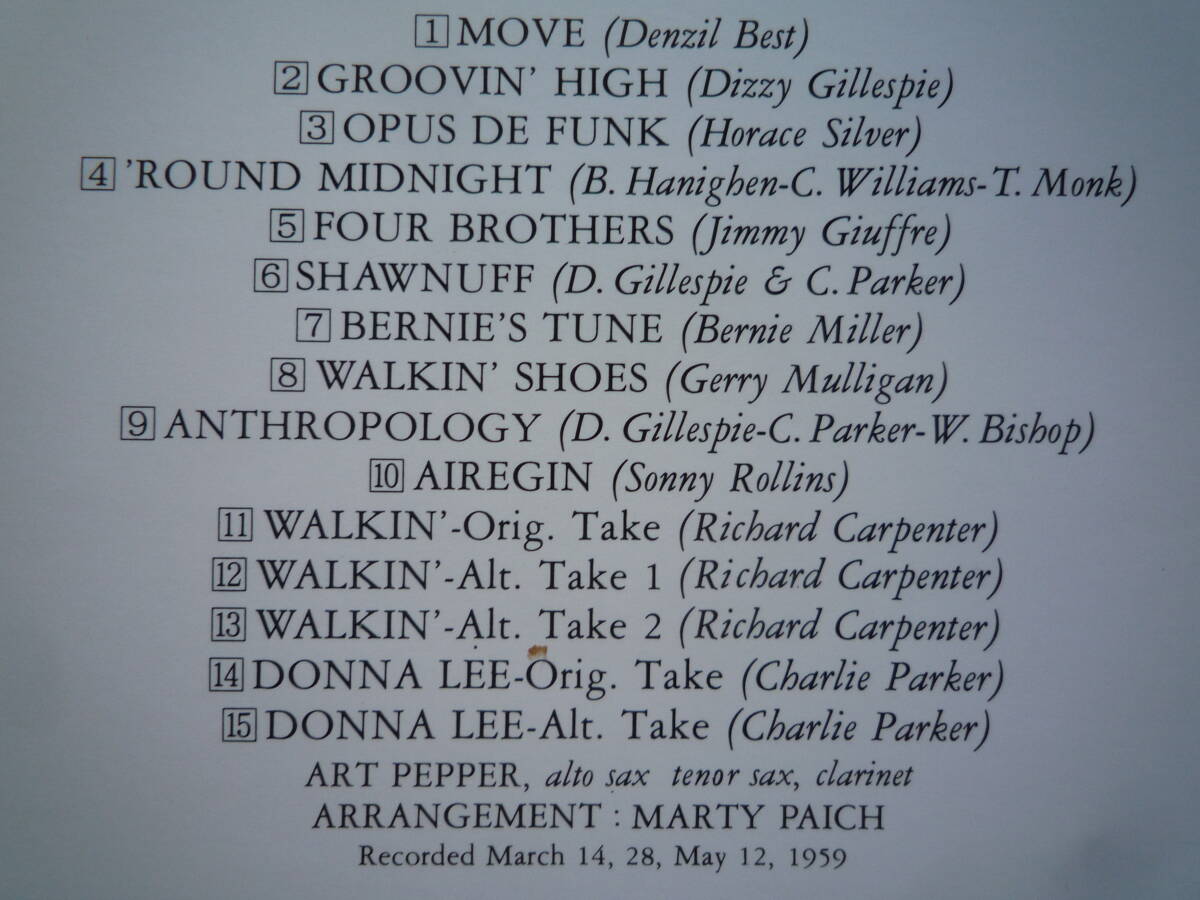 1 MOVE (Denzil Best)
2 GROOVIN’ HIGH (Dizzy Gillespie)
3 OPUS DE FUNK (Horace Silver)
4 ’ROUND MIDNIGHT (B. Hanighen-C. Williams-T. Monk)
5 FOUR BROTHERS (Jimmy Giuffre)
6 SHAWNUFF (D. Gillespie & C. Parker)
7 BERNIE’S TUNE (Bernie Miller)
8 WALKIN’ SHOES (Gerry Mulligan)
9 ANTHROPOLOGY (D. Gillespie-C. Parker-W. Bishop)
10 AIREGIN (Sonny Rollins)
11 WALKIN’-Orig. Take (Richard Carpenter)
12 WALKIN’-Alt. Take 1 (Richard Carpenter)
13 WALKIN’-Alt. Take 2 (Richard Carpenter)
14 DONNA LEE-Orig. Take (Charlie Parker)
15 DONNA LEE-Alt. Take (Charlie Parker)
ART PEPPER, alto sax tenor sax, clarinet
ARRANGEMENT : MARTY PAICH
Recorded March 14, 28, May 12, 1959